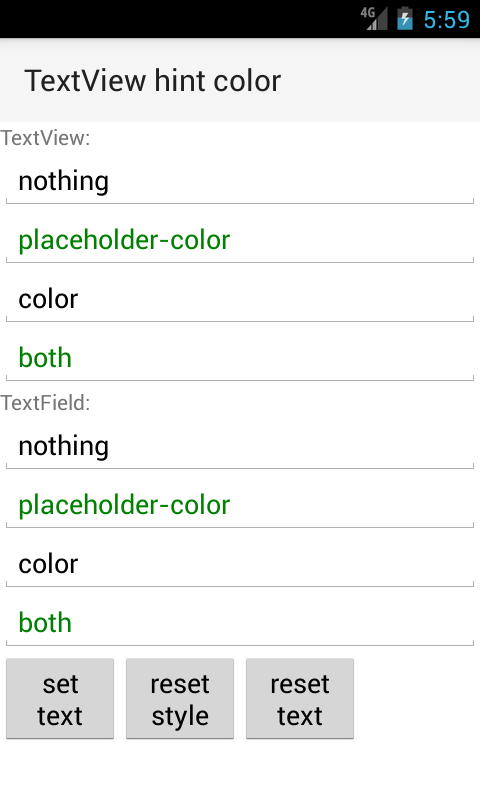 4G 5:59
TextView hint color
TextView:
nothing
placeholder-color
color
both
TextField:
nothing
placeholder-color
color
both
set
text
reset
style
reset
text